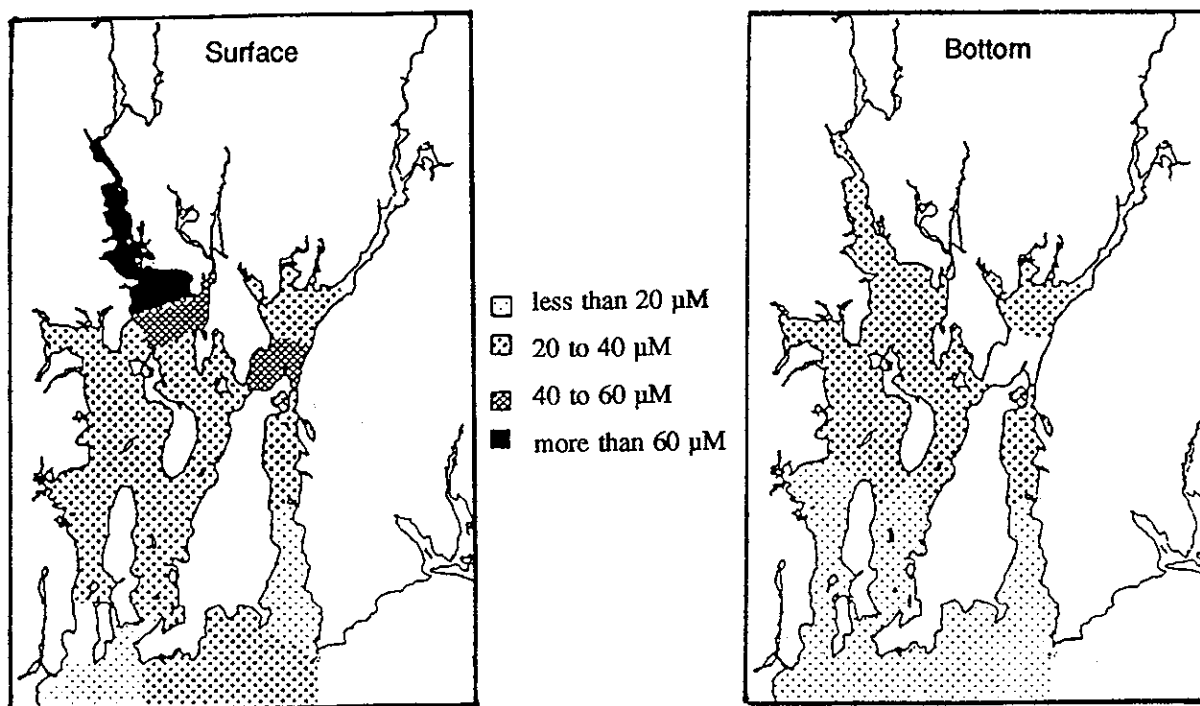 Surface
Bottom
less than 20 µM
20 to 40 µM
40 to 60 µM
more than 60 µM